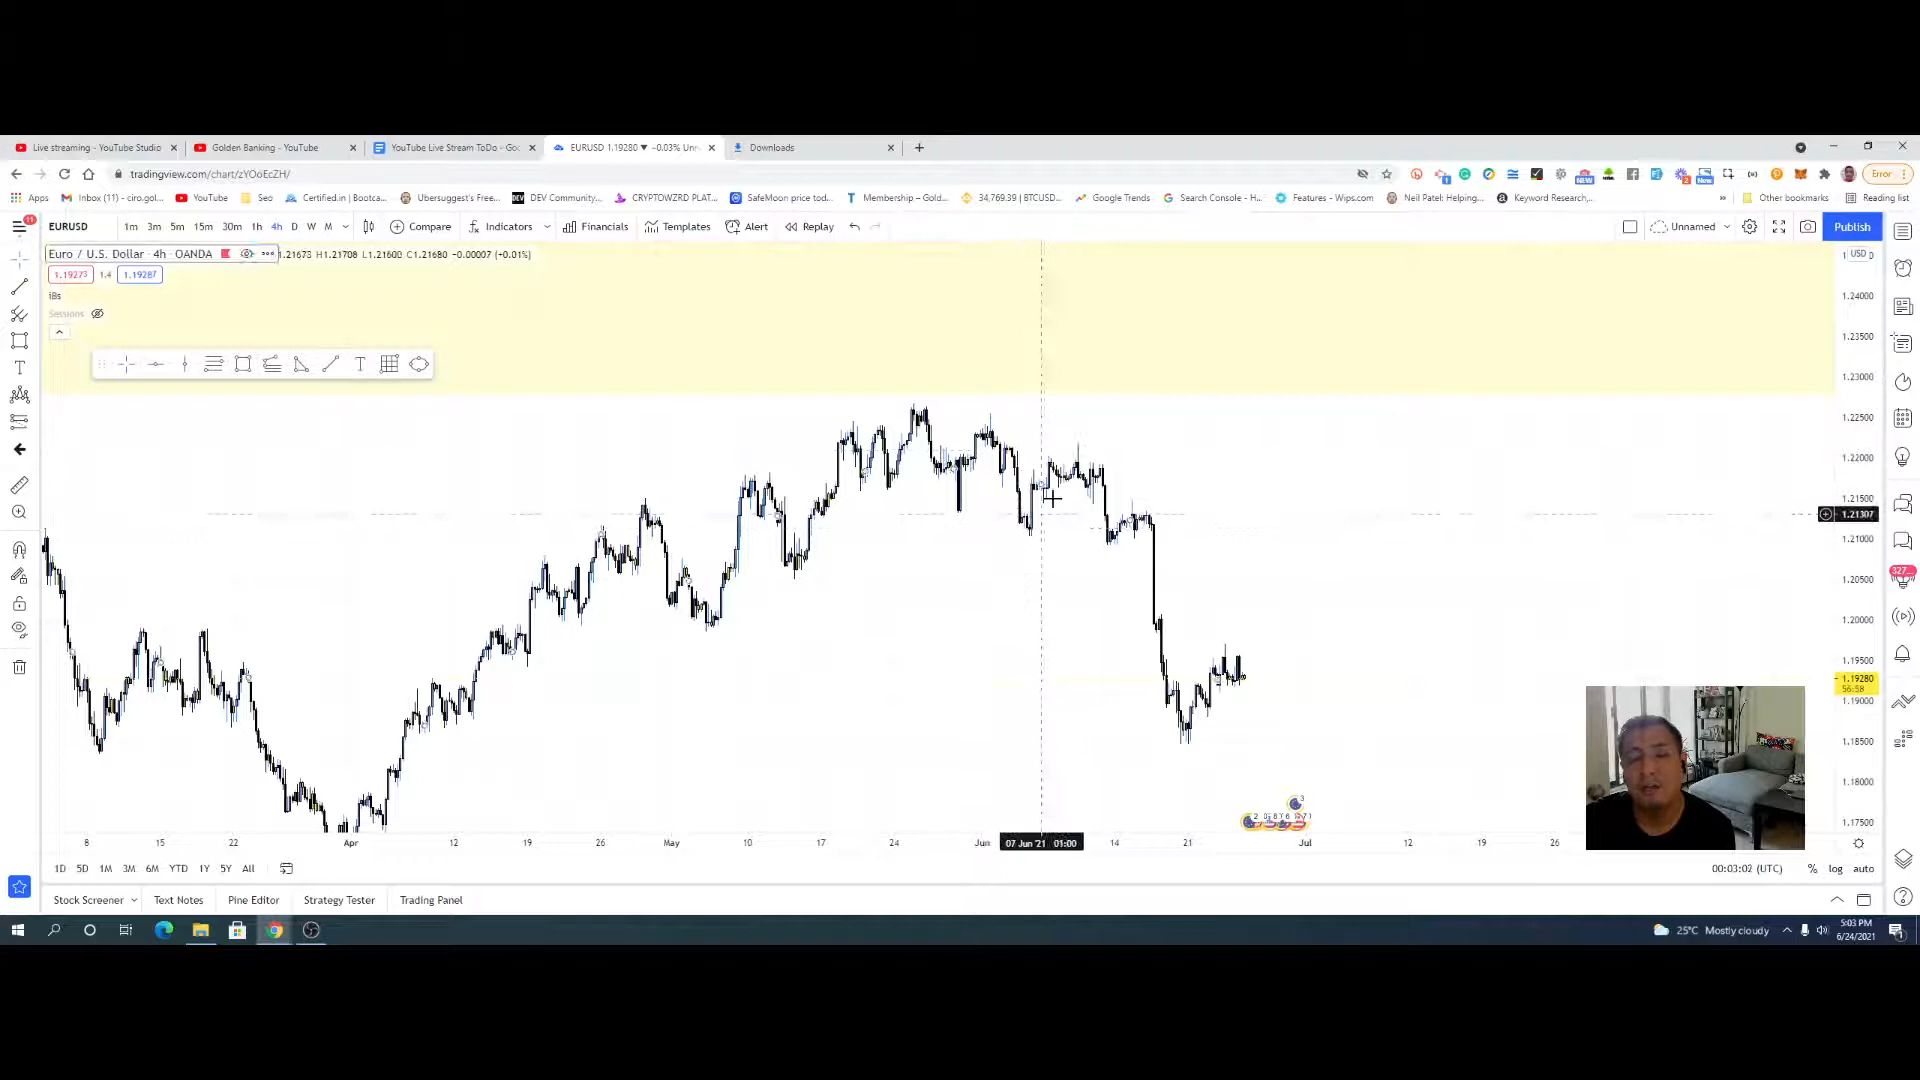 Live streaming - YouTube Studio
Golden Banking - YouTube
YouTube Live Stream ToDo - Goo
EURUSD 1.19280 ▼ -0.03% Unn
Downloads
tradingview.com/chart/zYOoEcZH/
Error
Apps
Inbox (11) - ciro.gol...
YouTube
Seo
Certified.in | Bootca...
Ubersuggest's Free...
DEV Community...
CRYPTOWZRD PLAT...
SafeMoon price tod...
Membership – Gold...
34,769.39 | BTCUSD...
Google Trends
Search Console - H...
Features - Wips.com
Neil Patel: Helping...
Keyword Research,...
Other bookmarks
Reading list
11
EURUSD
1m 3m 5m 15m 30m 1h 4h D W M
Compare
Indicators
Financials
Templates
Alert
Replay
Unnamed
Publish
Euro / U.S. Dollar 4h OANDA
1.21673 H1.21708 L1.21600 C1.21680 −0.00007 (+0.01%)
USD
1.19273 1.4 1.19287
iBs
Sessions
1.24000
1.23500
1.23000
1.22500
1.22000
1.21500
1.21307
1.21000
1.20500
1.20000
1.19500
1.19280
56:58
1.19000
1.18500
1.18000
1.17500
327...
8 15 22 Apr 12 19 26 May 10 17 24 Jun 07 Jun '21 01:00 14 21 Jul 12 19 26
1D 5D 1M 3M 6M YTD 1Y 5Y All
00:03:02 (UTC)
% log auto
Stock Screener
Text Notes
Pine Editor
Strategy Tester
Trading Panel
25°C Mostly cloudy
5:03 PM
6/24/2021